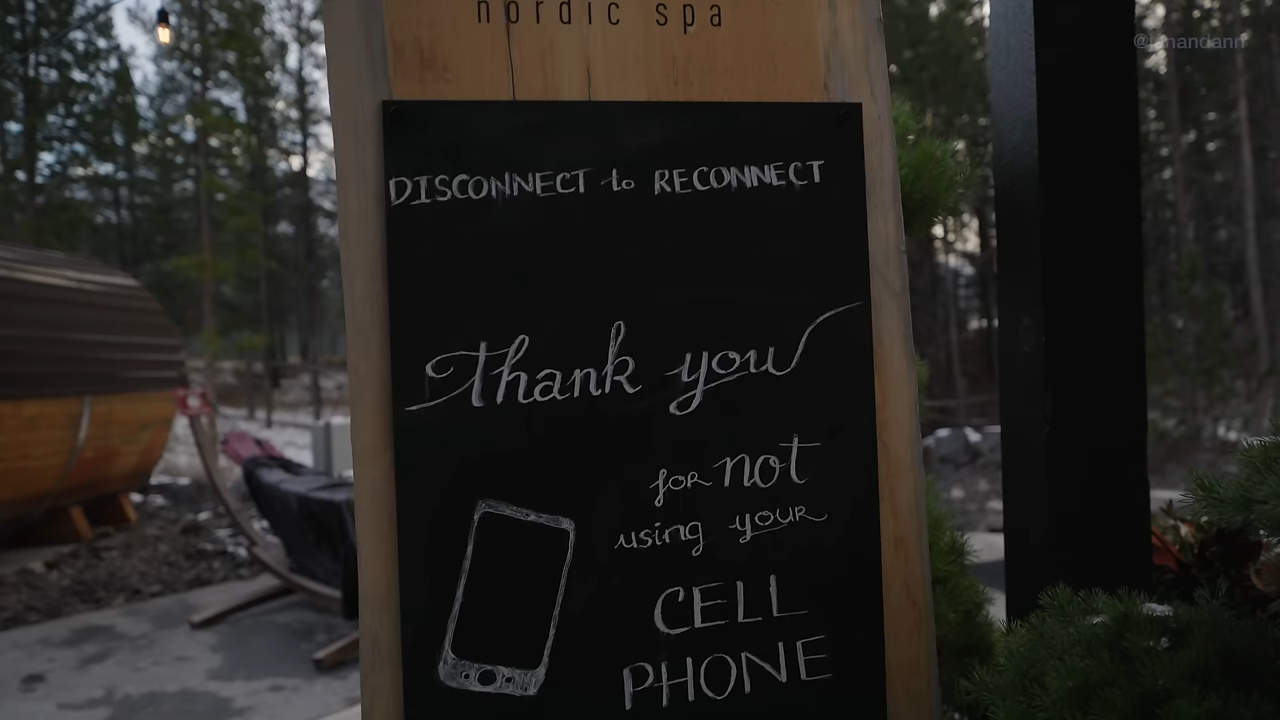 nordic spa
DISCONNECT to RECONNECT
Thank you
for not
using your
CELL
PHONE